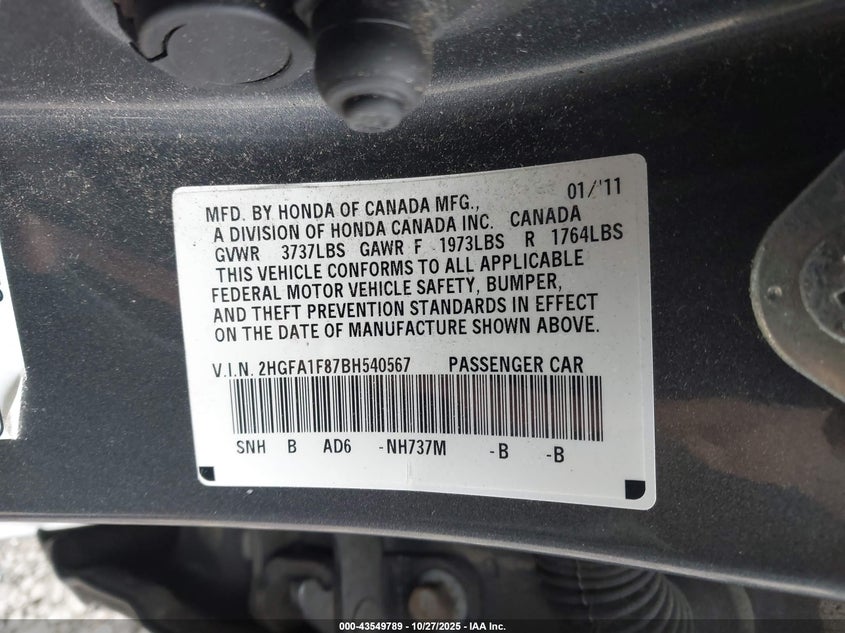 01/'11
MFD. BY HONDA OF CANADA MFG.,
A DIVISION OF HONDA CANADA INC. CANADA
GVWR 3737LBS GAWR F 1973LBS R 1764LBS
THIS VEHICLE CONFORMS TO ALL APPLICABLE
FEDERAL MOTOR VEHICLE SAFETY, BUMPER,
AND THEFT PREVENTION STANDARDS IN EFFECT
ON THE DATE OF MANUFACTURE SHOWN ABOVE.
V.I.N. 2HGFA1F87BH540567 PASSENGER CAR
SNH B AD6 -NH737M -B -B
000-43549789 - 10/27/2025 - IAA Inc.